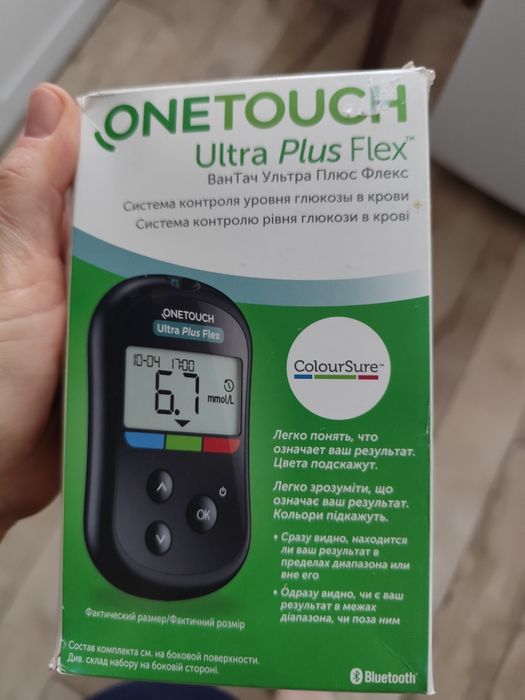 ONETOUCH
Ultra Plus Flex™
ВанТач Ультра Плюс Флекс
Система контроля уровня глюкозы в крови
Система контролю рівня глюкози в крові
ONETOUCH
Ultra Plus Flex
10-04 17:00
6.7 mmol/L
OK
ColourSure™
Легко понять, что
означает ваш результат.
Цвета подскажут.
Легко зрозуміти, що
означає ваш результат.
Кольори підкажуть.
• Сразу видно, находится
ли ваш результат в
пределах диапазона или
вне его
• Одразу видно, чи є ваш
результат в межах
діапазона, чи поза ним
Фактический размер/Фактичний розмір
Состав комплекта см. на боковой поверхности.
Див. склад набору на боковій стороні.
Bluetooth®